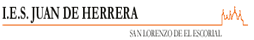 I.E.S. JUAN DE HERRERA
SAN LORENZO DE EL ESCORIAL